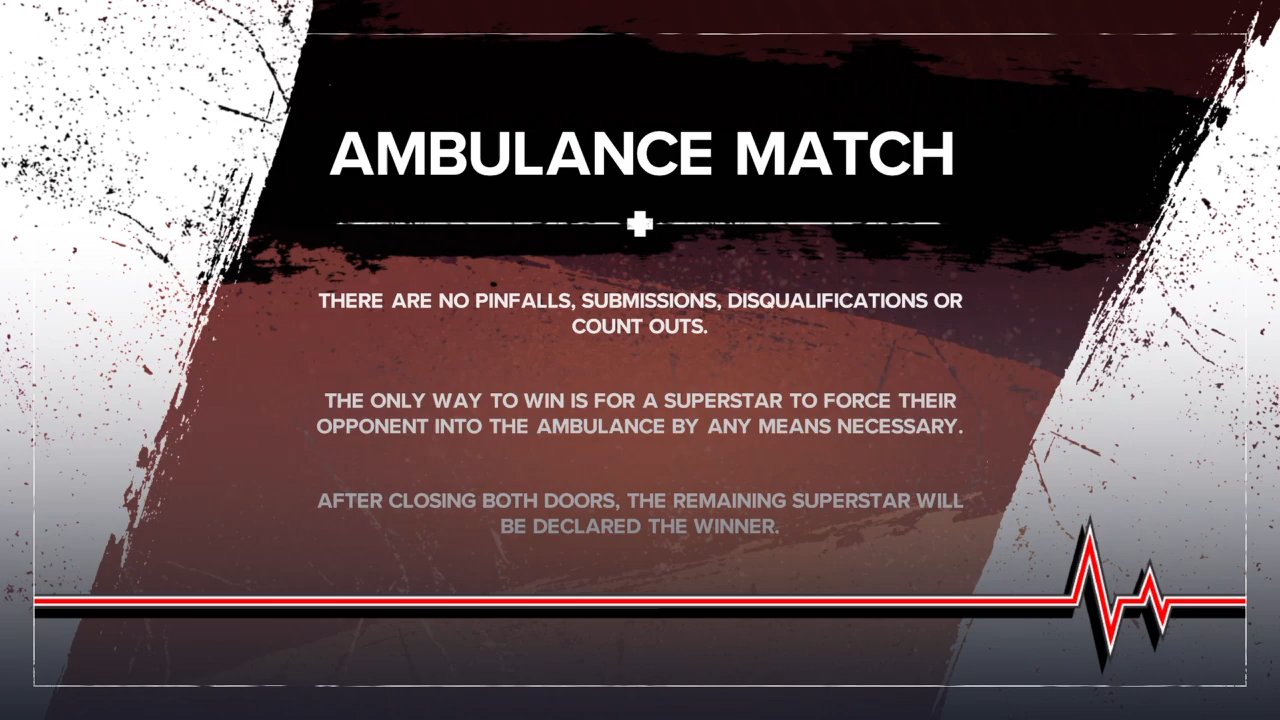 AMBULANCE MATCH
THERE ARE NO PINFALLS, SUBMISSIONS, DISQUALIFICATIONS OR
COUNT OUTS.
THE ONLY WAY TO WIN IS FOR A SUPERSTAR TO FORCE THEIR
OPPONENT INTO THE AMBULANCE BY ANY MEANS NECESSARY.
AFTER CLOSING BOTH DOORS, THE REMAINING SUPERSTAR WILL
BE DECLARED THE WINNER.